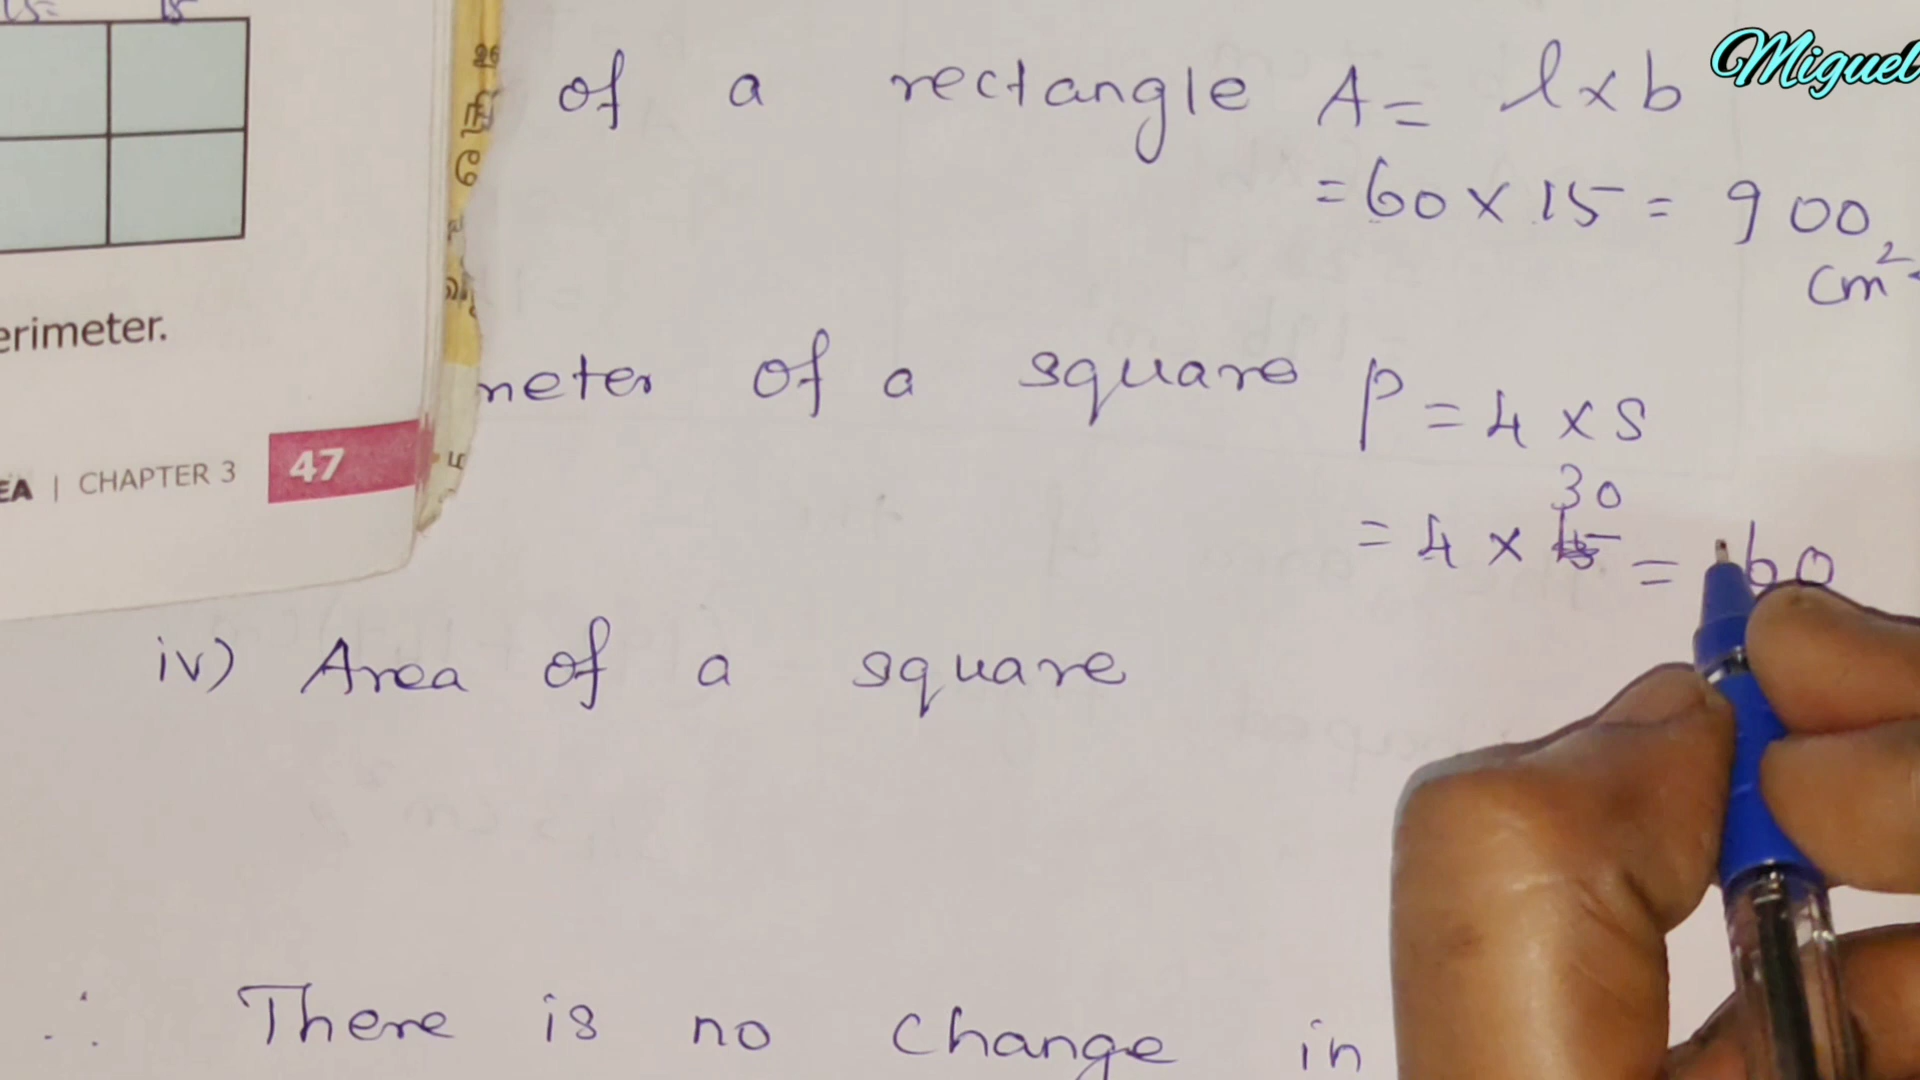 Miguel
of a rectangle A = l × b
= 60 × 15 = 900
cm²
erimeter.
meter of a square P = 4 × s
30
= 4 × 15 = 60
EA | CHAPTER 3 47
iv) Area of a square
∴ There is no change in